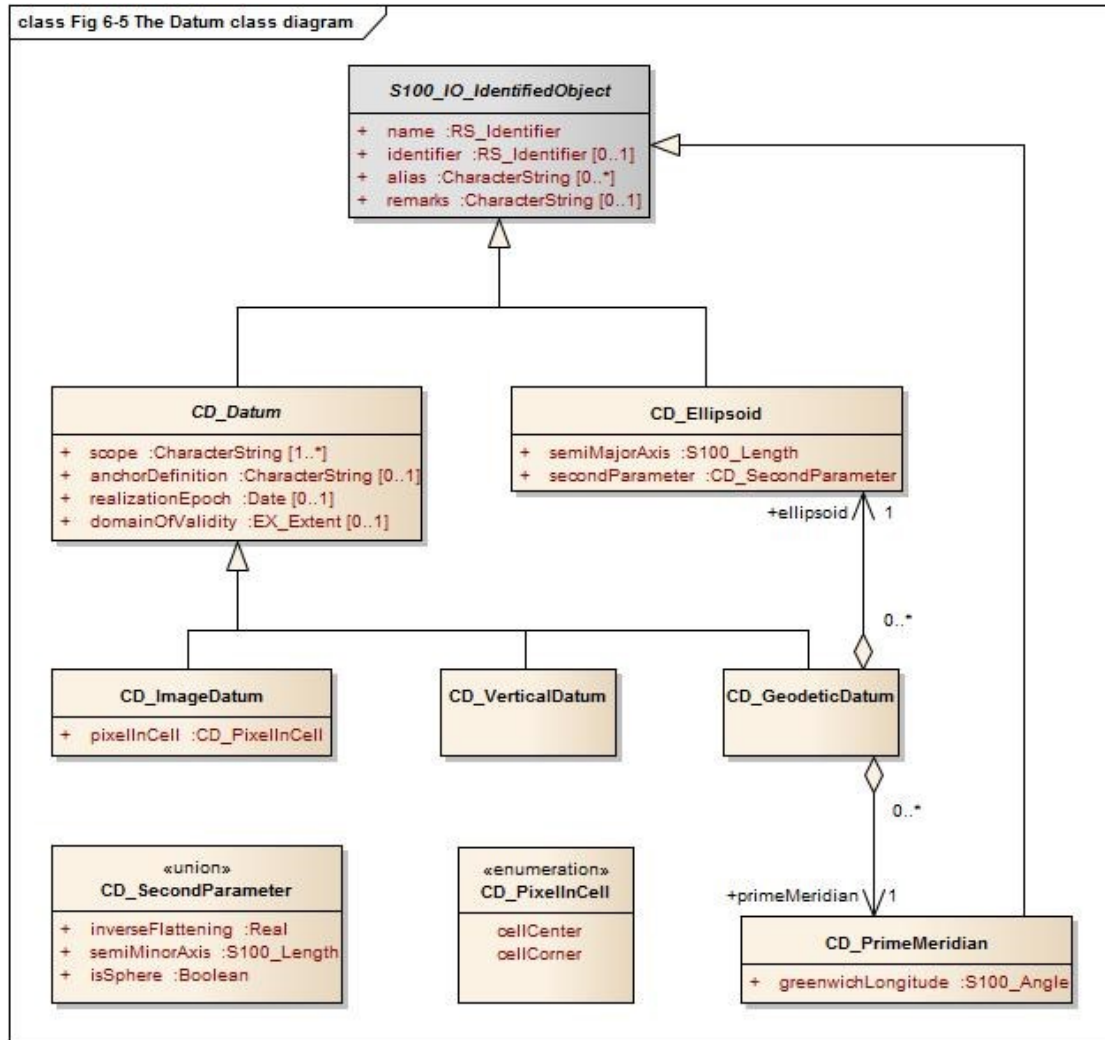 class Fig 6-5 The Datum class diagram
S100_IO_IdentifiedObject
+ name :RS_Identifier
+ identifier :RS_Identifier [0..1]
+ alias :CharacterString [0..*]
+ remarks :CharacterString [0..1]
CD_Datum
+ scope :CharacterString [1..*]
+ anchorDefinition :CharacterString [0..1]
+ realizationEpoch :Date [0..1]
+ domainOfValidity :EX_Extent [0..1]
CD_Ellipsoid
+ semiMajorAxis :S100_Length
+ secondParameter :CD_SecondParameter
+ellipsoid 1
0..*
CD_ImageDatum
+ pixelInCell :CD_PixelInCell
CD_VerticalDatum
CD_GeodeticDatum
0..*
«union»
CD_SecondParameter
+ inverseFlattening :Real
+ semiMinorAxis :S100_Length
+ isSphere :Boolean
«enumeration»
CD_PixelInCell
cellCenter
cellCorner
+primeMeridian 1
CD_PrimeMeridian
+ greenwichLongitude :S100_Angle